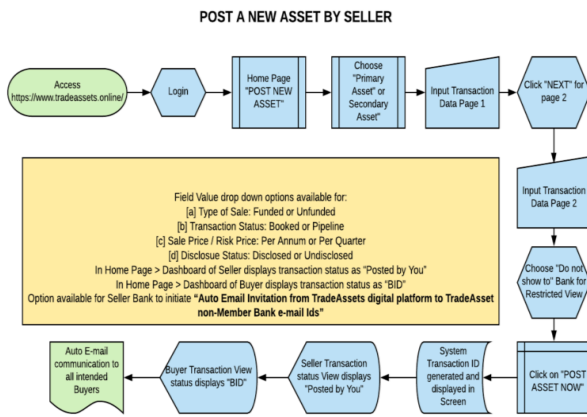 POST A NEW ASSET BY SELLER
Access
https://www.tradeassets.online/
Login
Home Page
"POST NEW
ASSET"
Choose
"Primary
Asset" or
Secondary
Asset"
Input Transaction
Data Page 1
Click "NEXT" for
page 2
Input Transaction
Data Page 2
Choose "Do not
show to" Bank for
Restricted View
Click on "POST
ASSET NOW"
System
Transaction ID
generated and
displayed in
Screen
Seller Transaction
status View displays
"Posted by You"
Buyer Transaction View
status displays "BID"
Auto E-mail
communication to
all intended
Buyers
Field Value drop down options available for:
[a] Type of Sale: Funded or Unfunded
[b] Transaction Status: Booked or Pipeline
[c] Sale Price / Risk Price: Per Annum or Per Quarter
[d] Disclosue Status: Disclosed or Undisclosed
In Home Page > Dashboard of Seller displays transaction status as "Posted by You"
In Home Page > Dashboard of Buyer displays transaction status as "BID"
Option available for Seller Bank to initiate “Auto Email Invitation from TradeAssets digital platform to TradeAsset
non-Member Bank e-mail Ids”